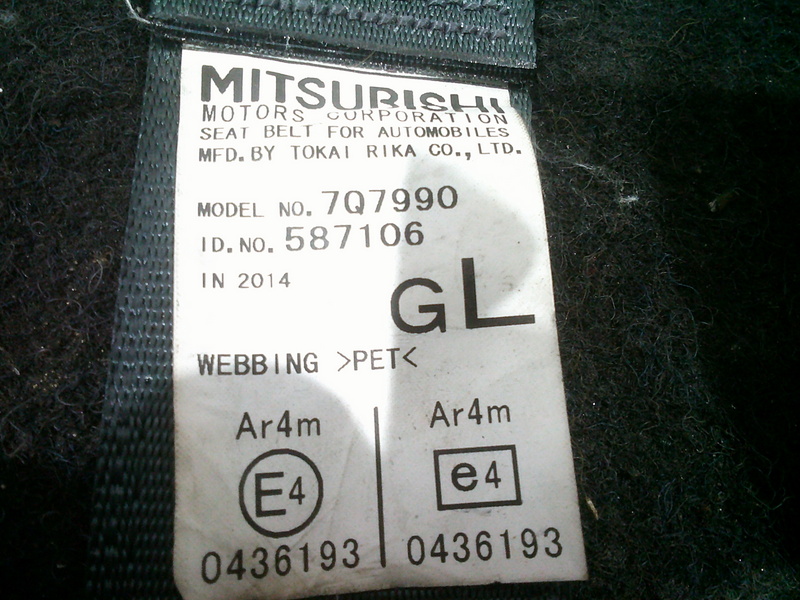 MITSUBISHI
MOTORS CORPORATION
SEAT BELT FOR AUTOMOBILES
MFD.BY TOKAI RIKA CO.,LTD.
MODEL NO. 7Q7990
ID.NO. 587106
IN 2014
GL
WEBBING >PET<
Ar4m Ar4m
E4 e4
0436193 0436193